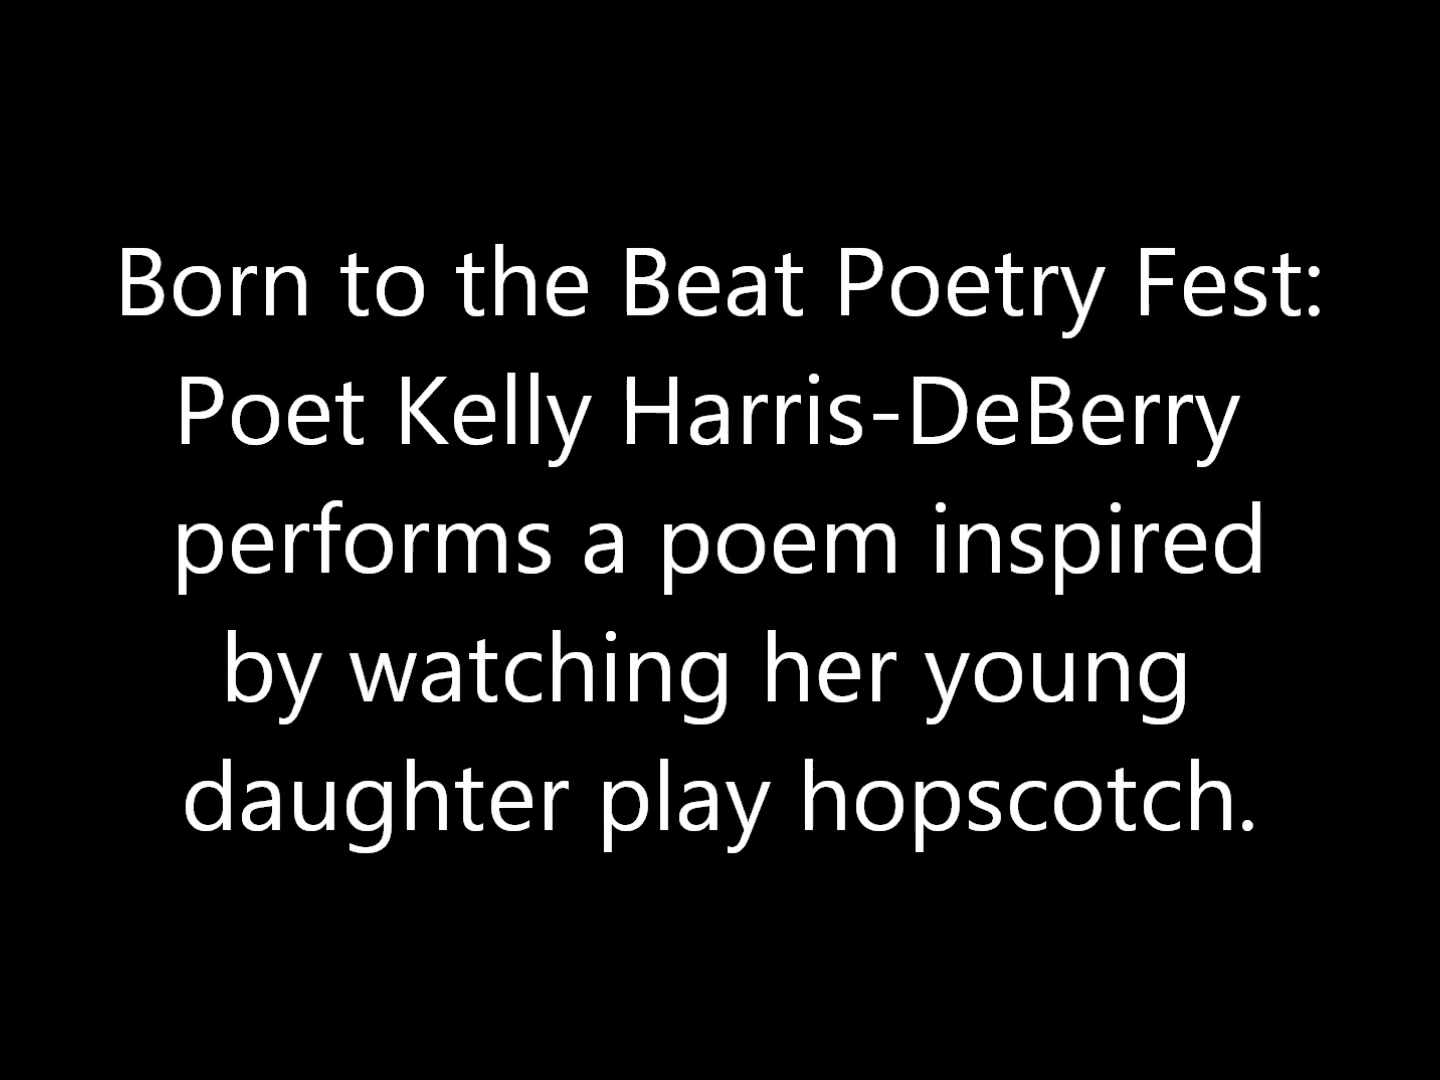 Born to the Beat Poetry Fest:
Poet Kelly Harris-DeBerry
performs a poem inspired
by watching her young
daughter play hopscotch.